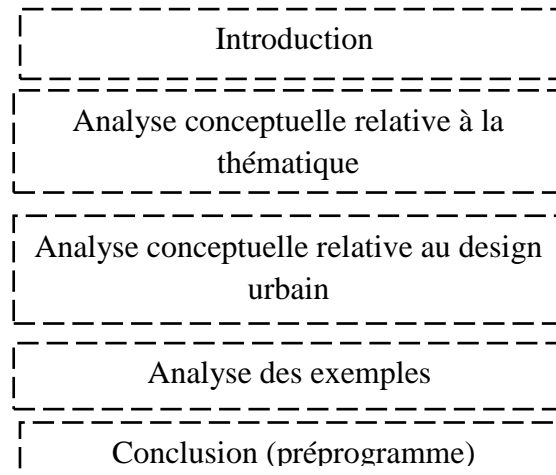 Introduction
Analyse conceptuelle relative à la
thématique
Analyse conceptuelle relative au design
urbain
Analyse des exemples
Conclusion (préprogramme)